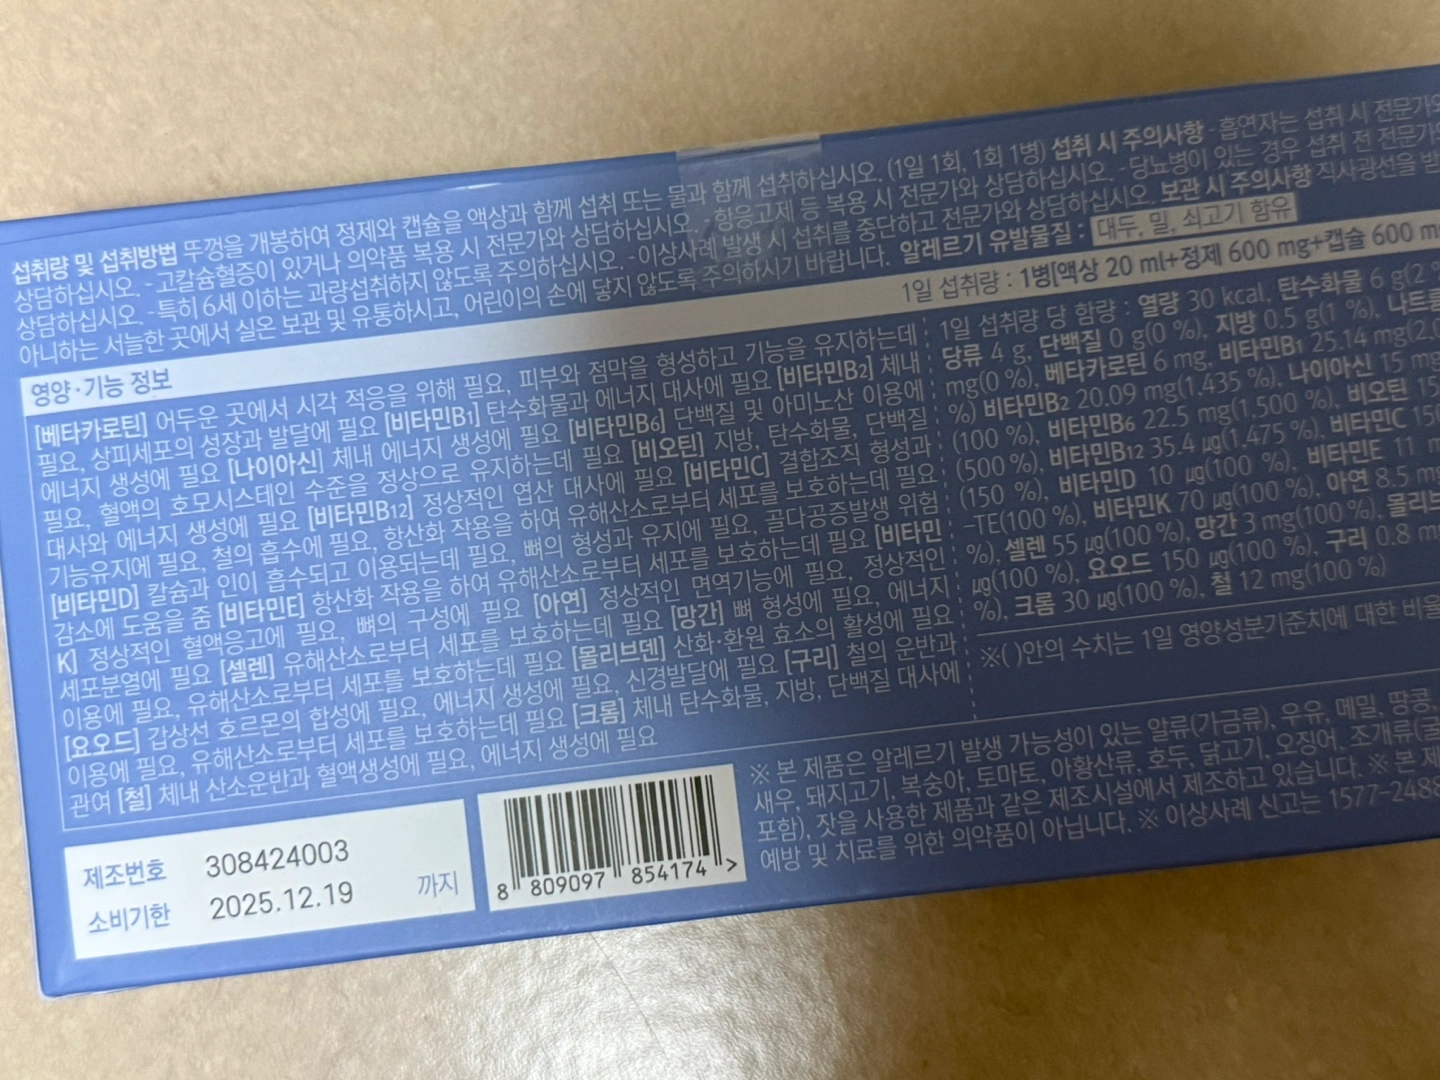 섭취량 및 섭취방법 뚜껑을 개봉하여 정제와 캡슐을 액상과 함께 섭취 또는 물과 함께 섭취하십시오. (1일 1회, 1회 1병) 섭취 시 주의사항 -흡연자는 섭취 시 전문가와
상담하십시오. -고칼슘혈증이 있거나 의약품 복용 시 전문가와 상담하십시오. -항응고제 등 복용 시 전문가와 상담하십시오. -당뇨병이 있는 경우 섭취 전 전문가와
상담하십시오. -특히 6세 이하는 과량섭취하지 않도록 주의하십시오. -이상사례 발생 시 섭취를 중단하고 전문가와 상담하십시오. 보관 시 주의사항 직사광선을
아니하는 서늘한 곳에서 실온 보관 및 유통하시고, 어린이의 손에 닿지 않도록 주의하시기 바랍니다. 알레르기 유발물질 : 대두, 밀, 쇠고기 함유
영양·기능 정보
1일 섭취량 : 1병[액상 20 ml+정제 600 mg+캡슐 600
[베타카로틴] 어두운 곳에서 시각 적응을 위해 필요, 피부와 점막을 형성하고 기능을 유지하는데
필요, 상피세포의 성장과 발달에 필요 [비타민B1] 탄수화물과 에너지 대사에 필요 [비타민B2] 체내
에너지 생성에 필요 [나이아신] 체내 에너지 생성에 필요 [비타민B6] 단백질 및 아미노산 이용에
필요, 혈액의 호모시스테인 수준을 정상으로 유지하는데 필요 [비오틴] 지방, 탄수화물, 단백질
대사와 에너지 생성에 필요 [비타민B12] 정상적인 엽산 대사에 필요 [비타민C] 결합조직 형성과
기능유지에 필요, 철의 흡수에 필요, 항산화 작용을 하여 유해산소로부터 세포를 보호하는데 필요
[비타민D] 칼슘과 인이 흡수되고 이용되는데 필요, 뼈의 형성과 유지에 필요, 골다공증발생 위험
감소에 도움을 줌 [비타민E] 항산화 작용을 하여 유해산소로부터 세포를 보호하는데 필요 [비타민
K] 정상적인 혈액응고에 필요, 뼈의 구성에 필요 [아연] 정상적인 면역기능에 필요, 정상적인
세포분열에 필요 [셀렌] 유해산소로부터 세포를 보호하는데 필요 [망간] 뼈 형성에 필요, 에너지
이용에 필요, 유해산소로부터 세포를 보호하는데 필요 [몰리브덴] 산화·환원 효소의 활성에 필요
[요오드] 갑상선 호르몬의 합성에 필요, 에너지 생성에 필요, 신경발달에 필요 [구리] 철의 운반과
이용에 필요, 유해산소로부터 세포를 보호하는데 필요 [크롬] 체내 탄수화물, 지방, 단백질 대사에
관여 [철] 체내 산소운반과 혈액생성에 필요, 에너지 생성에 필요
1일 섭취량 당 함량 : 열량 30 kcal, 탄수화물 6 g(2
당류 4 g, 단백질 0 g(0 %), 지방 0.5 g(1 %),
mg(0 %), 베타카로틴 6 mg, 비타민B1 25.14
%) 비타민B2 20.09 mg(1,435 %), 나이아신 15
(100 %), 비타민B6 22.5 mg(1,500 %), 비오틴
(500 %), 비타민B12 35.4 μg(1,475 %), 비타민C
(150 %), 비타민D 10 μg(100 %), 비타민E 11
-TE(100 %), 비타민K 70 μg(100 %), 아연 8.5
%), 셀렌 55 μg(100 %), 망간 3 mg(100 %),
μg(100 %), 요오드 150 μg(100 %), 구리 0.8
%), 크롬 30 μg(100 %), 철 12 mg(100 %)
※( )안의 수치는 1일 영양성분기준치에 대한
※ 본 제품은 알레르기 발생 가능성이 있는 알류(가금류), 우유, 메밀, 땅콩,
새우, 돼지고기, 복숭아, 토마토, 아황산류, 호두, 닭고기, 오징어, 조개류(굴
포함), 잣을 사용한 제품과 같은 제조시설에서 제조하고 있습니다. ※ 본
예방 및 치료를 위한 의약품이 아닙니다. ※ 이상사례 신고는 1577-2488
제조번호 308424003
소비기한 2025.12.19 까지
8 809097 854174 >